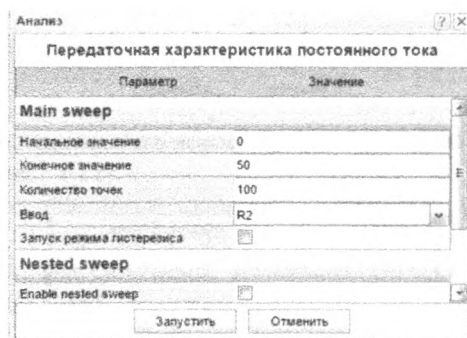 Анализ
Передаточная характеристика постоянного тока
Параметр Значение
Main sweep
Начальное значение 0
Конечное значение 50
Количество точек 100
Ввод R2
Запуск режима гистерезиса
Nested sweep
Enable nested sweep
Запустить Отменить